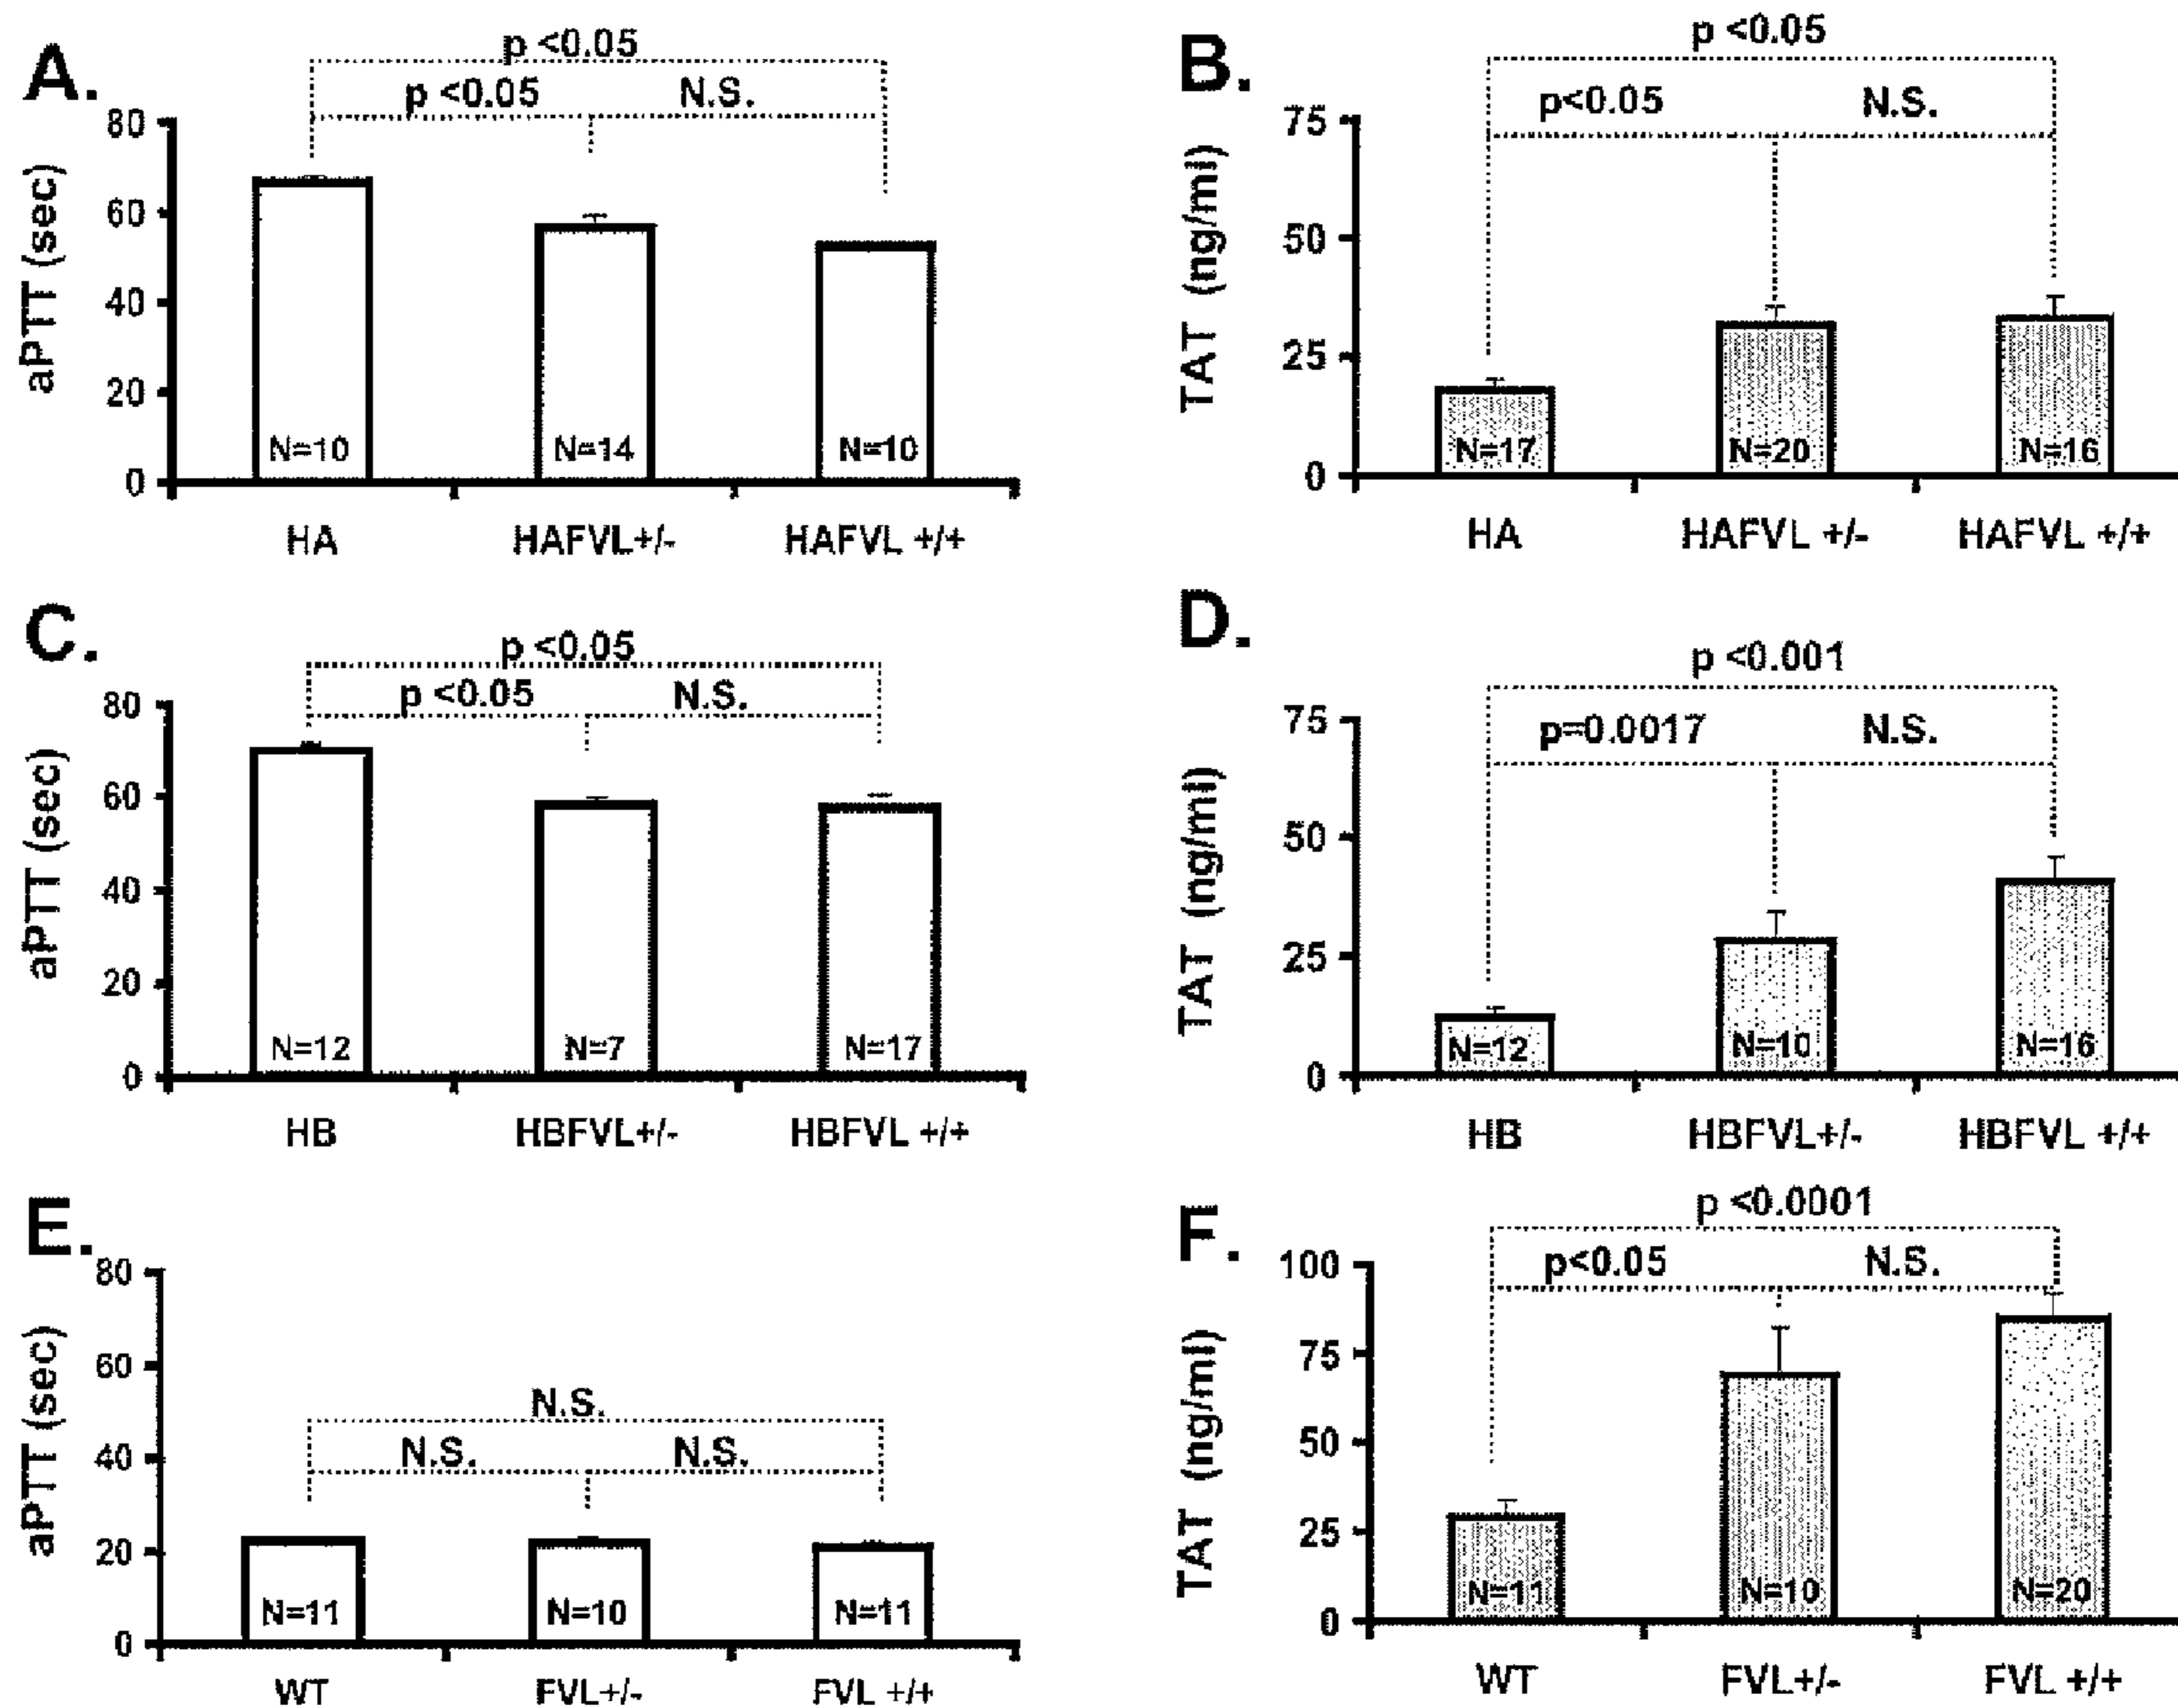 A.
p <0.05
p <0.05 N.S.
aPTT (sec)
80
60
40
20
0
N=10 N=14 N=10
HA HAFVL+/- HAFVL +/+
B.
p <0.05
p<0.05 N.S.
TAT (ng/ml)
75
50
25
0
N=17 N=20 N=16
HA HAFVL +/- HAFVL +/+
C.
p <0.05
p <0.05 N.S.
aPTT (sec)
80
60
40
20
0
N=12 N=7 N=17
HB HBFVL+/- HBFVL +/+
D.
p <0.001
p=0.0017 N.S.
TAT (ng/ml)
75
50
25
0
N=12 N=10 N=16
HB HBFVL+/- HBFVL +/+
E.
N.S.
N.S. N.S.
aPTT (sec)
80
60
40
20
0
N=11 N=10 N=11
WT FVL+/- FVL +/+
F.
p <0.0001
p<0.05 N.S.
TAT (ng/ml)
100
75
50
25
0
N=11 N=10 N=20
WT FVL+/- FVL +/+